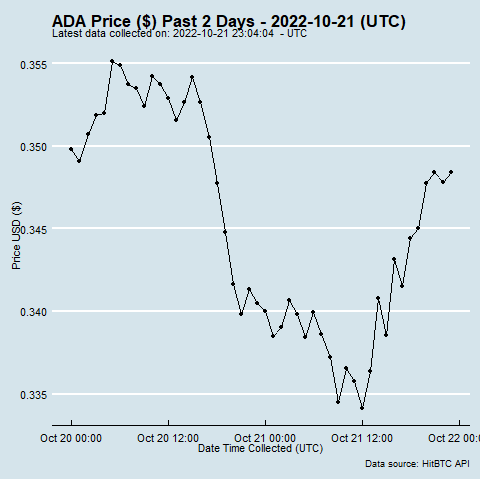 ADA Price ($) Past 2 Days - 2022-10-21 (UTC)
Latest data collected on: 2022-10-21 23:04:04  - UTC
0.355
0.350
0.345
0.340
0.335
Price USD ($)
Oct 20 00:00 Oct 20 12:00 Oct 21 00:00 Oct 21 12:00 Oct 22 00:00
Date Time Collected (UTC)
Data source: HitBTC API